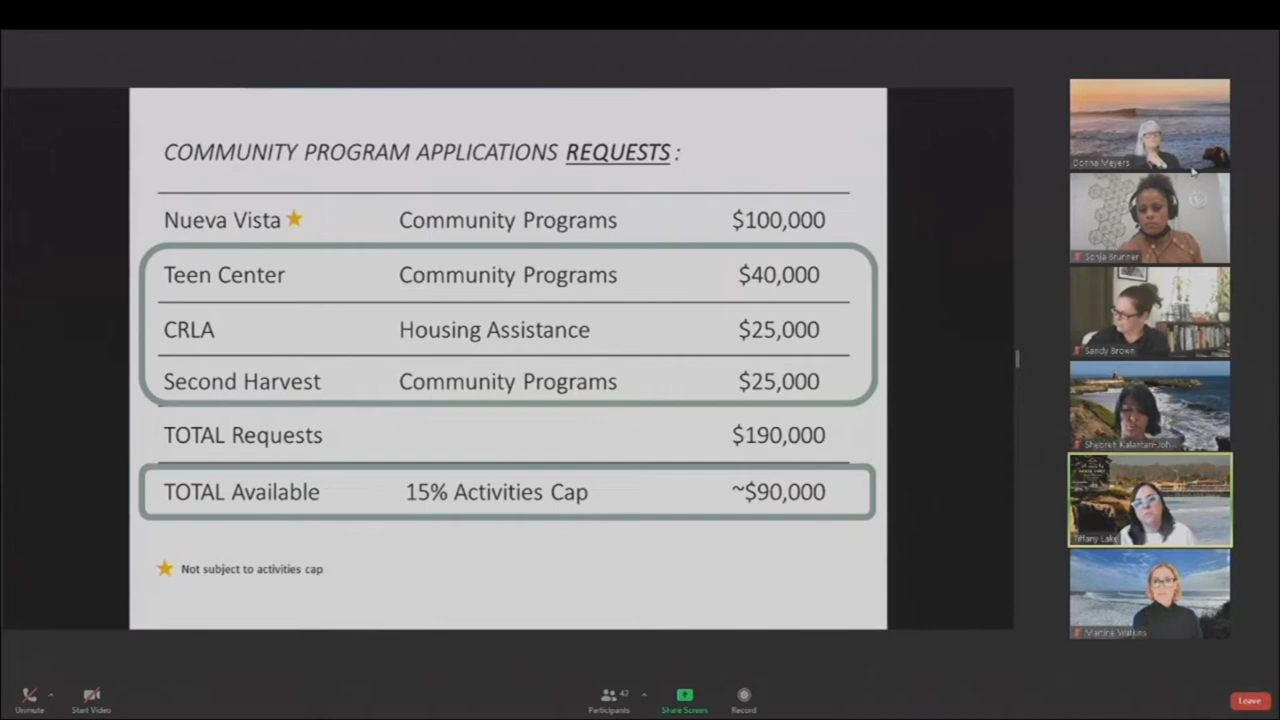 COMMUNITY PROGRAM APPLICATIONS REQUESTS :
Nueva Vista Community Programs $100,000
Teen Center Community Programs $40,000
CRLA Housing Assistance $25,000
Second Harvest Community Programs $25,000
TOTAL Requests $190,000
TOTAL Available 15% Activities Cap ~$90,000
Not subject to activities cap
Donna Meyers
Sonja Brunner
Sandy Brown
Shebreh Kalantari-Joh
Tiffany Lake
Martine Watkins
Unmute
Start Video
42
Participants
Share Screen
Record
Leave